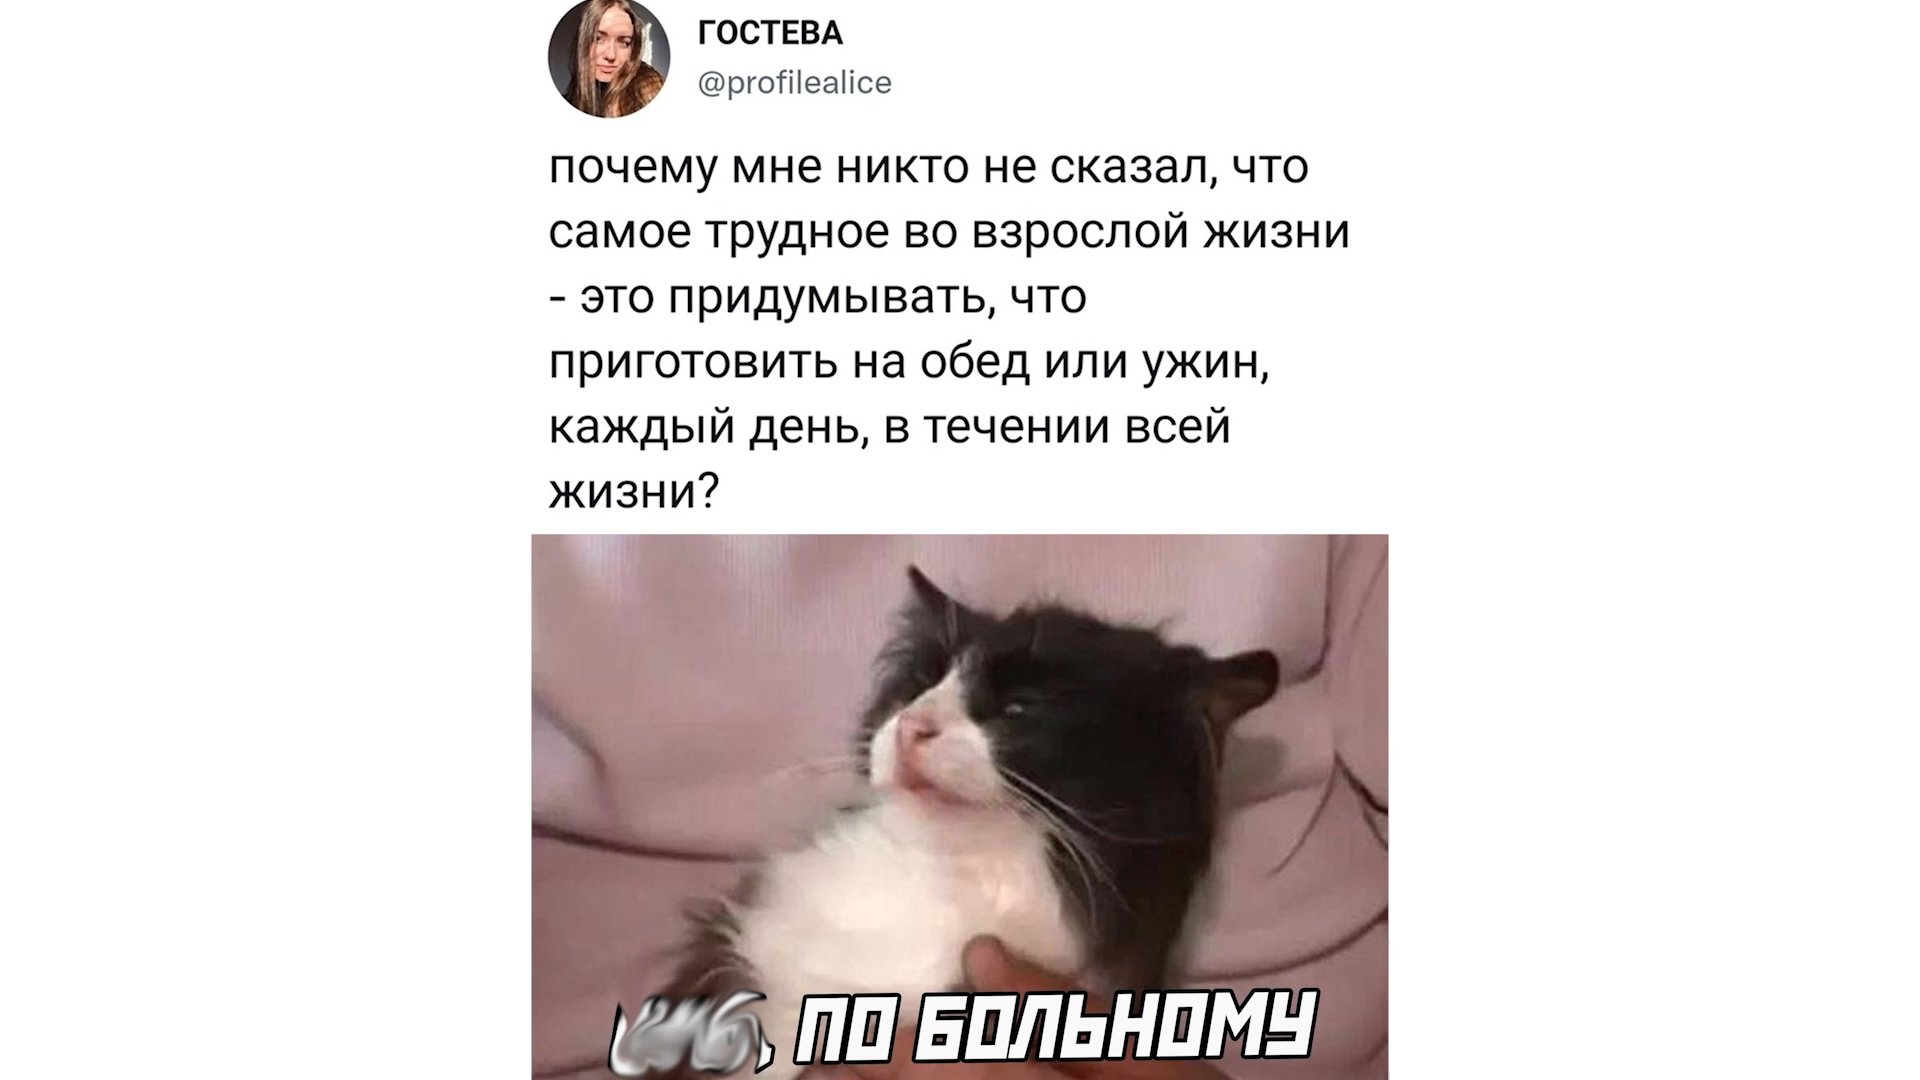 ГОСТЕВА
@profilealice
почему мне никто не сказал, что
самое трудное во взрослой жизни
- это придумывать, что
приготовить на обед или ужин,
каждый день, в течении всей
жизни?
, ПО БОЛЬНОМУ